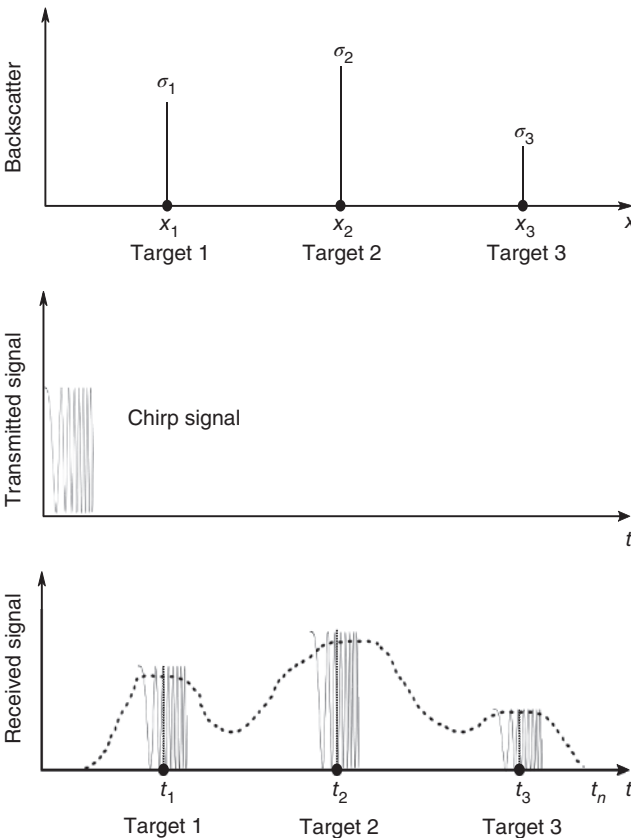 Backscatter
σ1
σ2
σ3
x1
x2
x3
x
Target 1
Target 2
Target 3
Transmitted signal
Chirp signal
t
Received signal
t1
t2
t3
tn
t
Target 1
Target 2
Target 3